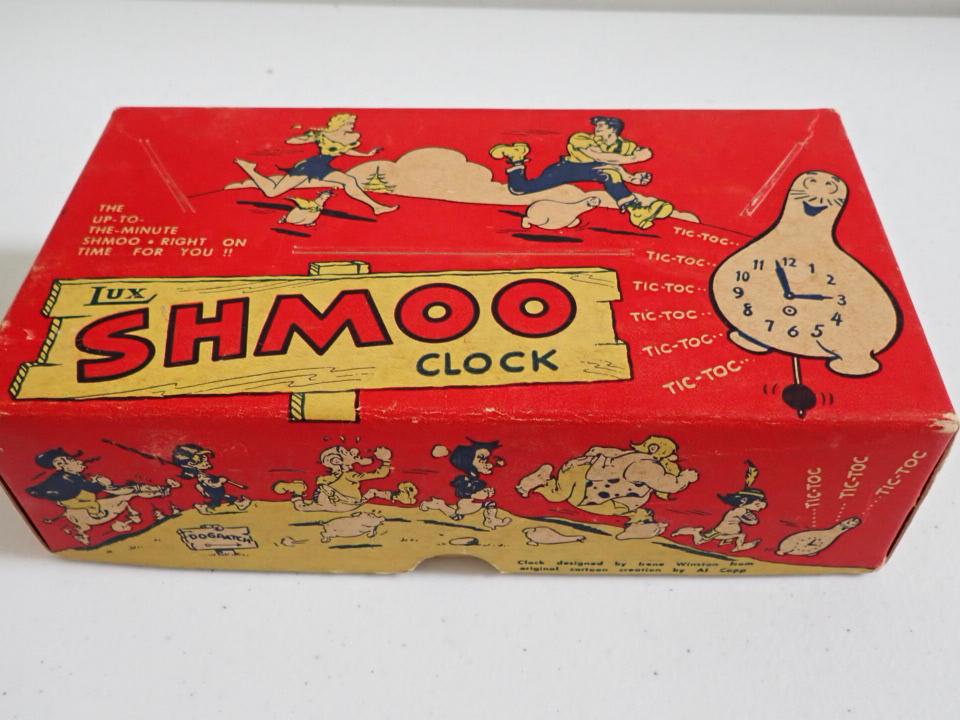 THE
UP-TO-
THE-MINUTE
SHMOO • RIGHT ON
TIME FOR YOU !!
LUX
SHMOO
CLOCK
TIC-TOC..
TIC-TOC..
TIC-TOC..
TIC-TOC..
TIC-TOC..
TIC-TOC..
12
1
2
3
4
5
6
7
8
9
10
11
DOGPATCH
.....TIC-TOC
....TIC-TOC
....TIC-TOC
Clock designed by Irene Winston from
original cartoon creation by Al Capp